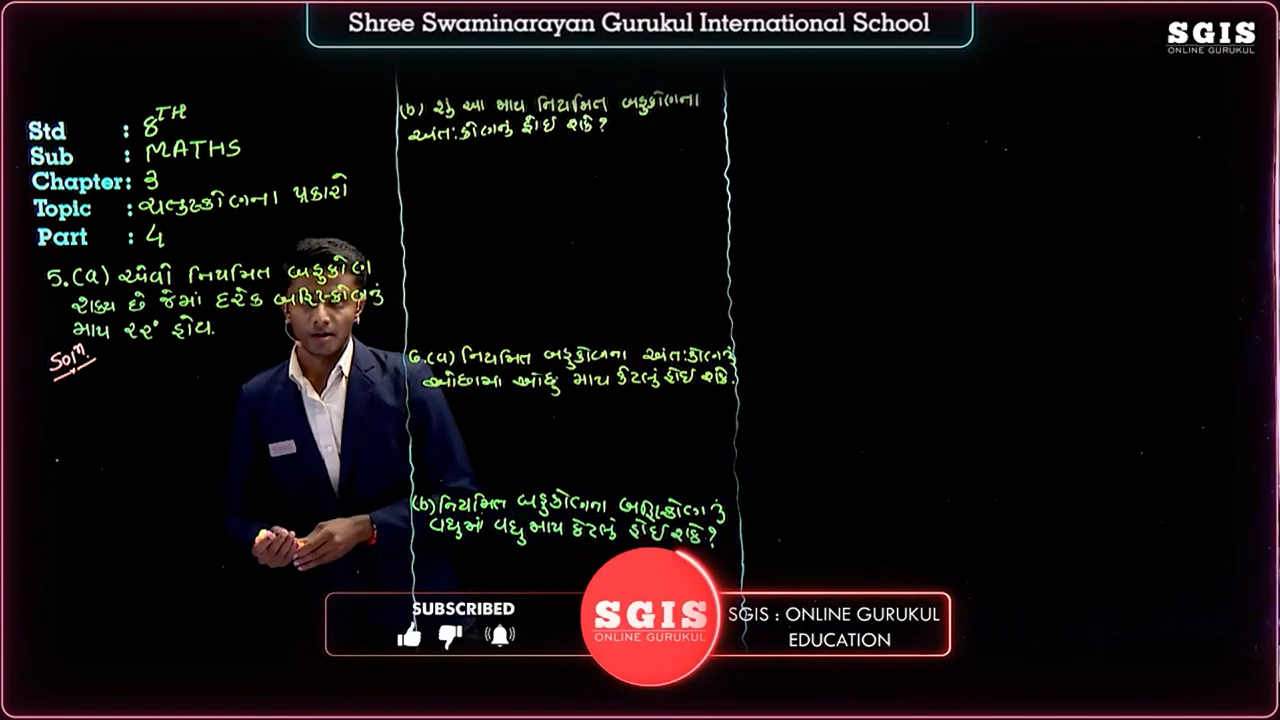 Shree Swaminarayan Gurukul International School
SGIS
ONLINE GURUKUL
Std : 8TH
Sub : MATHS
Chapter: 3
Topic : ચતુષ્કોણના પ્રકારો
Part : 4
5.(a) એવી નિયમિત બહુકોણ
શક્ય છે જેમાં દરેક બહિષ્કોણનું
માપ ૨૨° હોય.
Soln.
(b) શું આ માપ નિયમિત બહુકોણના
અંતઃકોણનું હોઈ શકે?
6.(a) નિયમિત બહુકોણના અંતઃકોણનું
ઓછામાં ઓછું માપ કેટલું હોઈ શકે.
(b) નિયમિત બહુકોણના બહિષ્કોણનું
વધુમાં વધુ માપ કેટલું હોઈ શકે?
SUBSCRIBED
SGIS
ONLINE GURUKUL
SGIS : ONLINE GURUKUL
EDUCATION